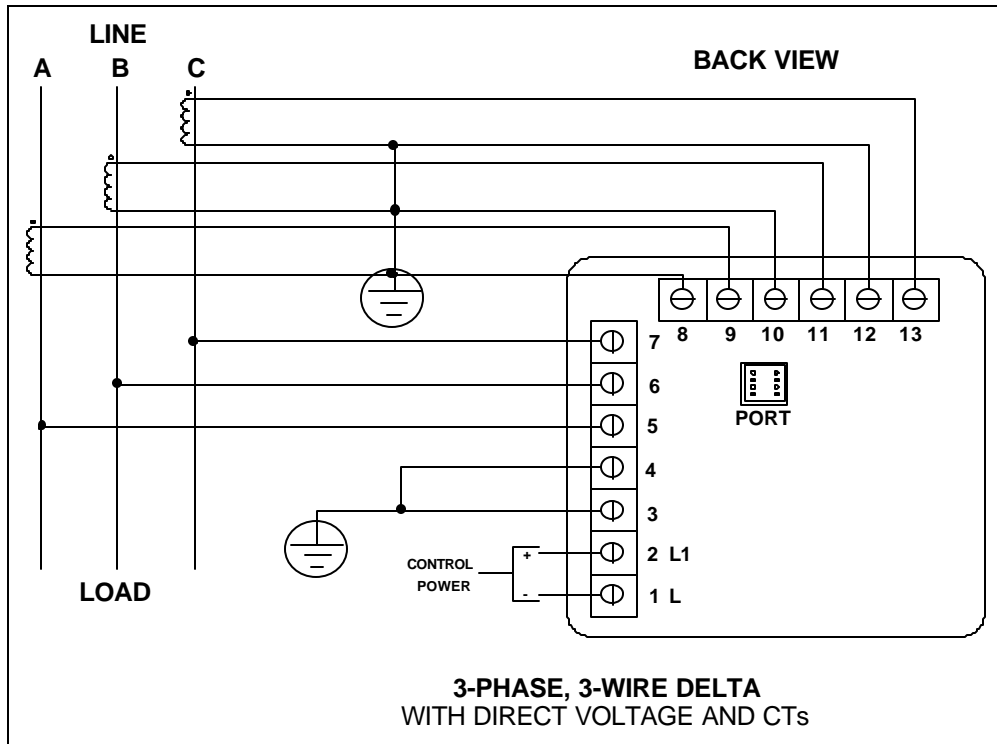 LINE
A B C
BACK VIEW
8 9 10 11 12 13
7
6
5
4
3
2 L1
1 L
PORT
CONTROL
POWER
+
-
LOAD
3-PHASE, 3-WIRE DELTA
WITH DIRECT VOLTAGE AND CTs